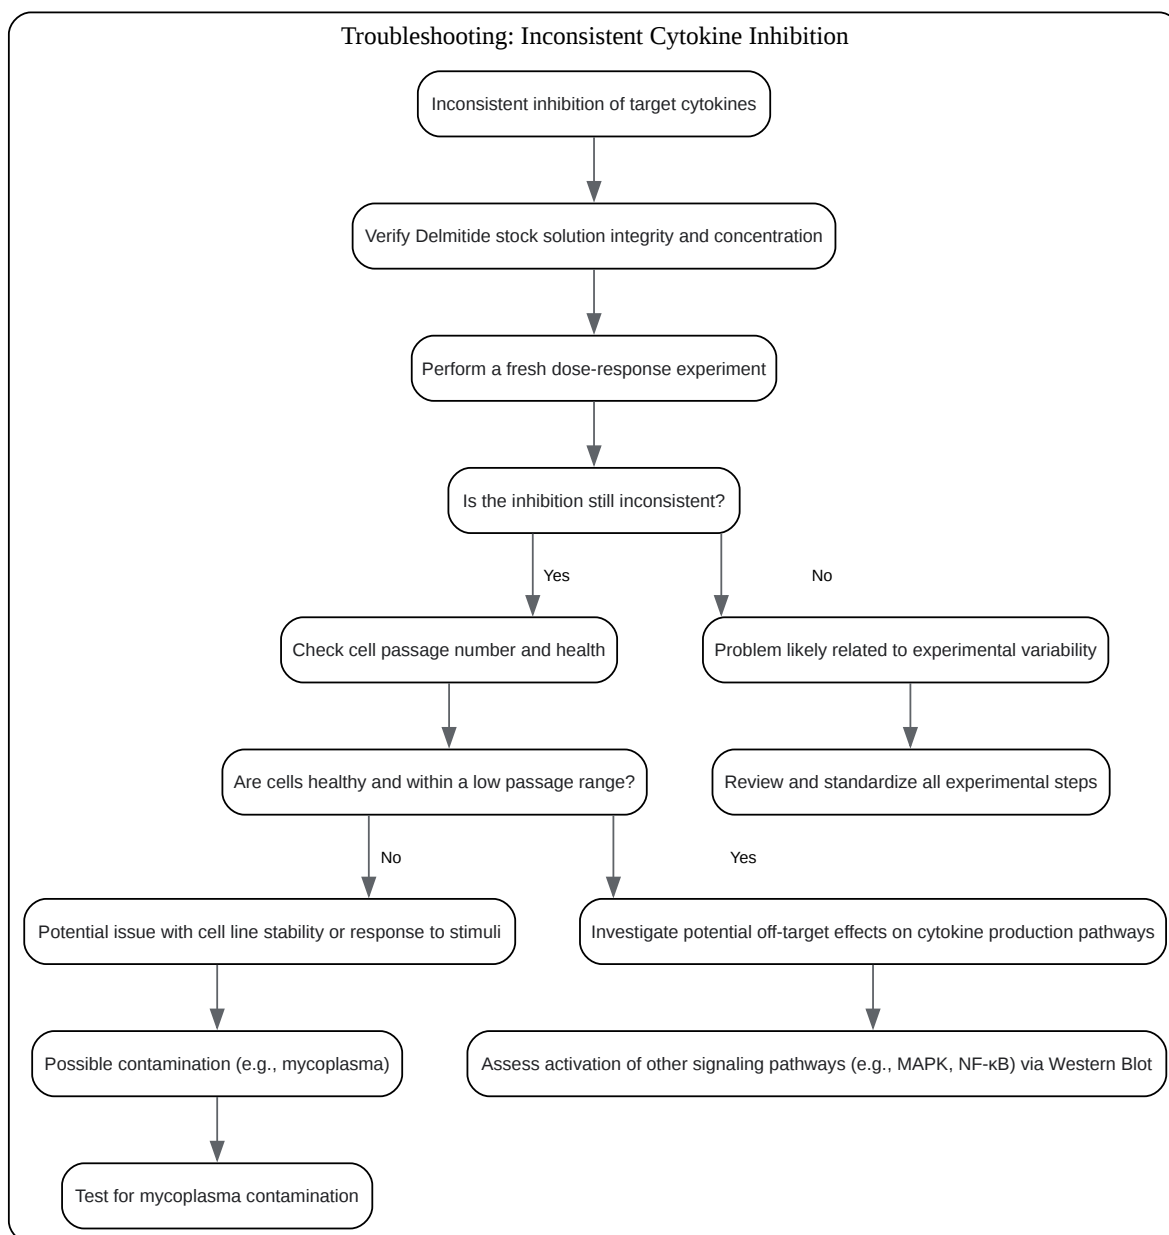 Troubleshooting: Inconsistent Cytokine Inhibition
Inconsistent inhibition of target cytokines
Verify Delmitide stock solution integrity and concentration
Perform a fresh dose-response experiment
Is the inhibition still inconsistent?
Yes
No
Check cell passage number and health
Problem likely related to experimental variability
Are cells healthy and within a low passage range?
Review and standardize all experimental steps
No
Yes
Potential issue with cell line stability or response to stimuli
Investigate potential off-target effects on cytokine production pathways
Possible contamination (e.g., mycoplasma)
Assess activation of other signaling pathways (e.g., MAPK, NF-κB) via Western Blot
Test for mycoplasma contamination